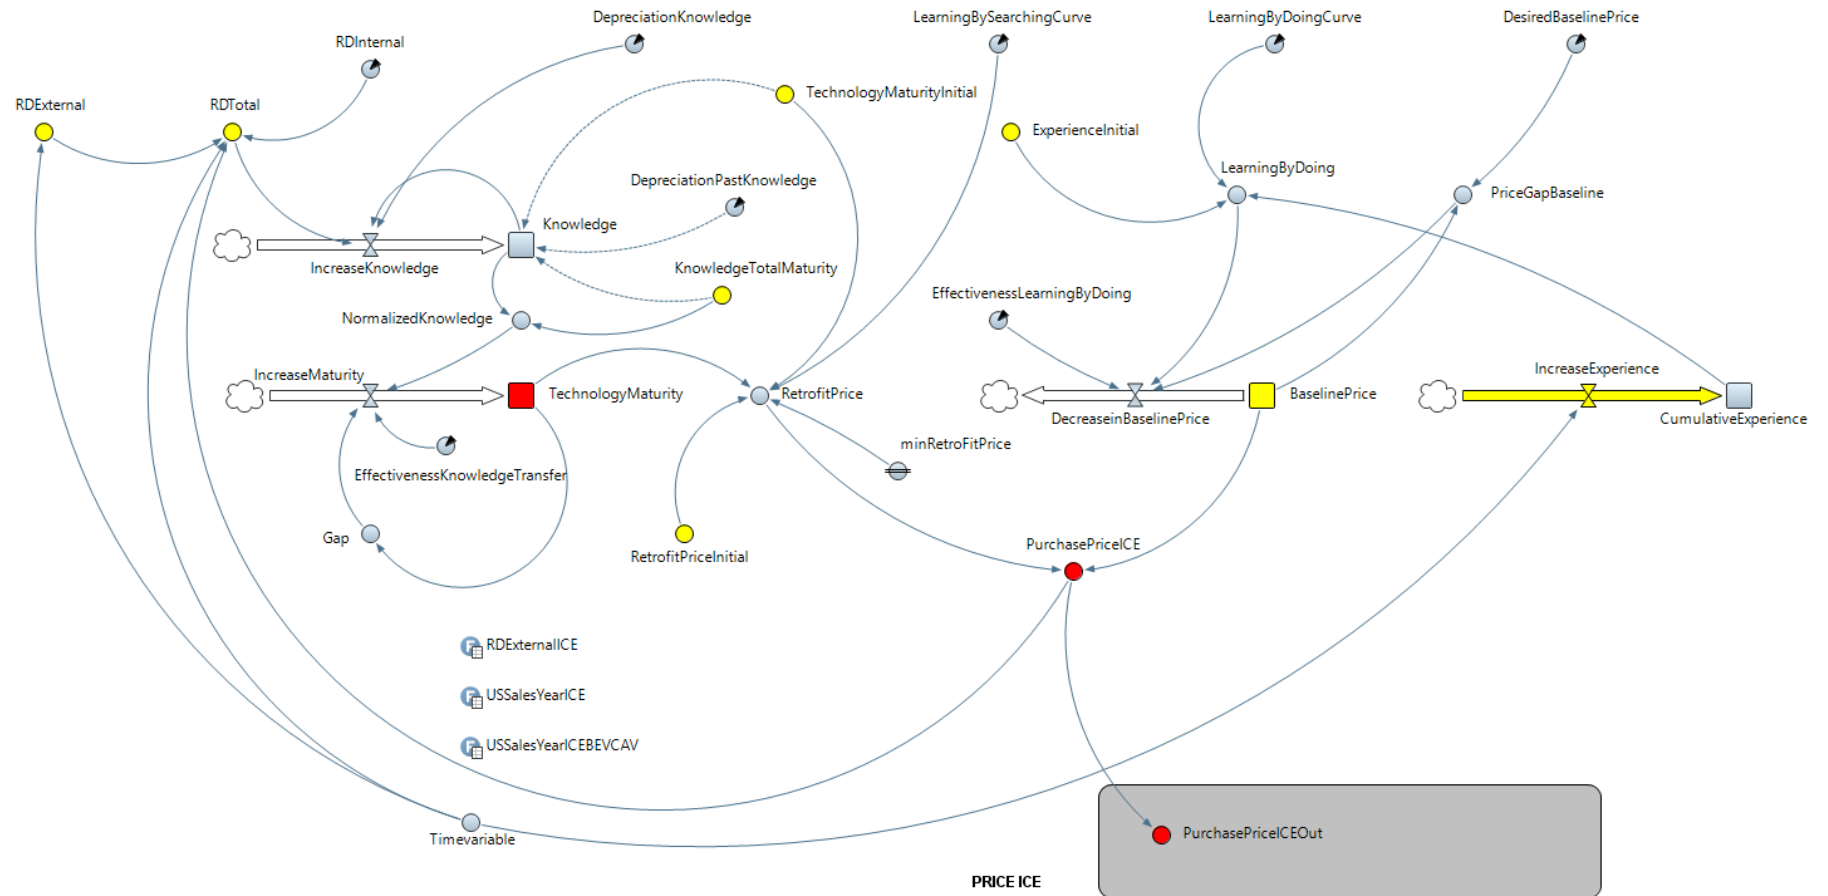 DepreciationKnowledge
LearningBySearchingCurve
LearningByDoingCurve
DesiredBaselinePrice
RDInternal
TechnologyMaturityInitial
RDExternal
RDTotal
ExperienceInitial
LearningByDoing
DepreciationPastKnowledge
PriceGapBaseline
Knowledge
IncreaseKnowledge
KnowledgeTotalMaturity
EffectivenessLearningByDoing
NormalizedKnowledge
IncreaseMaturity
IncreaseExperience
TechnologyMaturity
RetrofitPrice
BaselinePrice
DecreaseinBaselinePrice
CumulativeExperience
minRetroFitPrice
EffectivenessKnowledgeTransfer
Gap
PurchasePriceICE
RetrofitPriceInitial
RDExternalICE
USSalesYearICE
USSalesYearICEBEVCAV
Timevariable
PurchasePriceICEOut
PRICE ICE